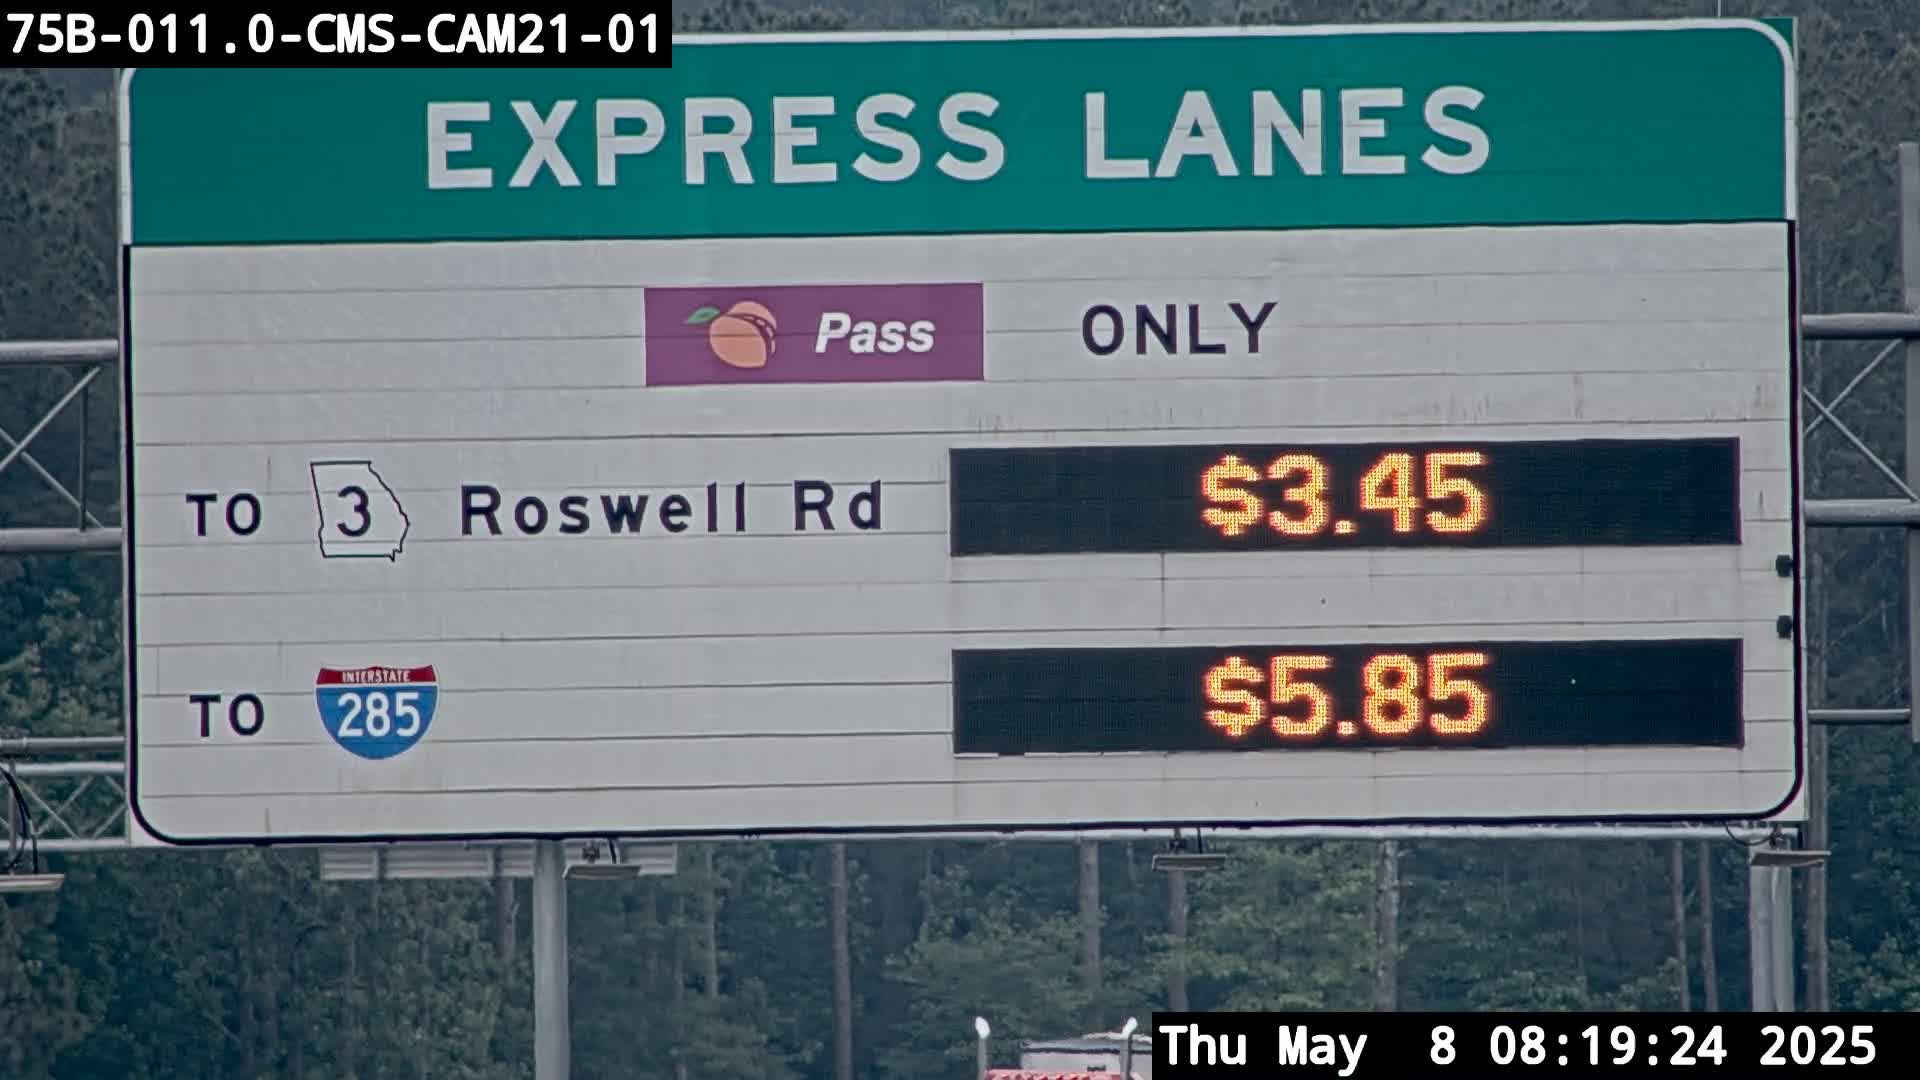 75B-011.0-CMS-CAM21-01
EXPRESS LANES
Pass ONLY
TO 3 Roswell Rd $3.45
TO INTERSTATE 285 $5.85
Thu May 8 08:19:24 2025